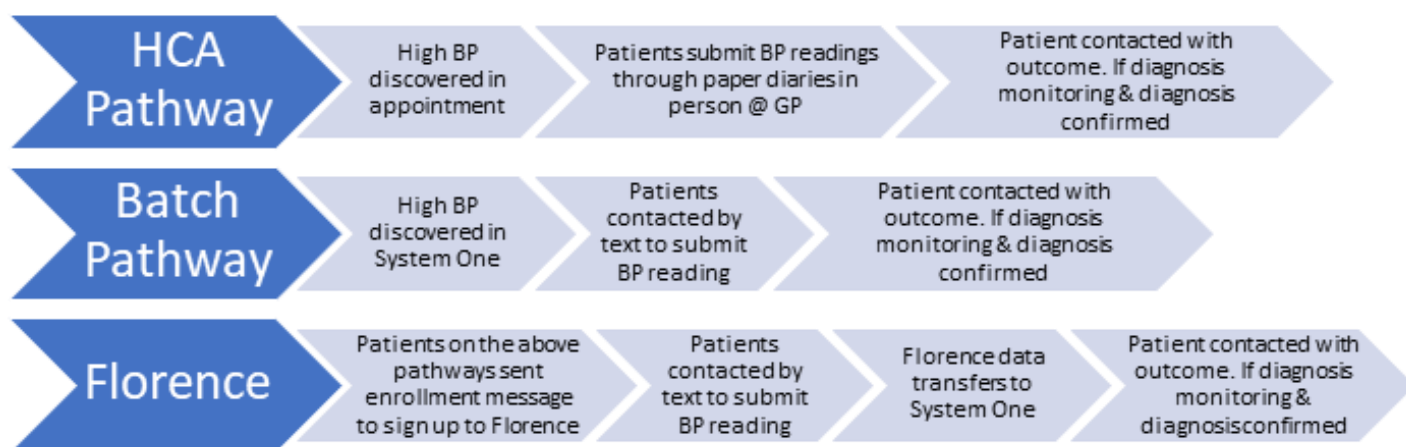 HCA
Pathway
High BP
discovered in
appointment
Patients submit BP readings
through paper diaries in
person @ GP
Patient contacted with
outcome. If diagnosis
monitoring & diagnosis
confirmed
Batch
Pathway
High BP
discovered in
System One
Patients
contacted by
text to submit
BP reading
Patient contacted with
outcome. If diagnosis
monitoring & diagnosis
confirmed
Florence
Patients on the above
pathways sent
enrollment message
to sign up to Florence
Patients
contacted by
text to submit
BP reading
Florence data
transfers to
System One
Patient contacted with
outcome. If diagnosis
monitoring &
diagnosisconfirmed